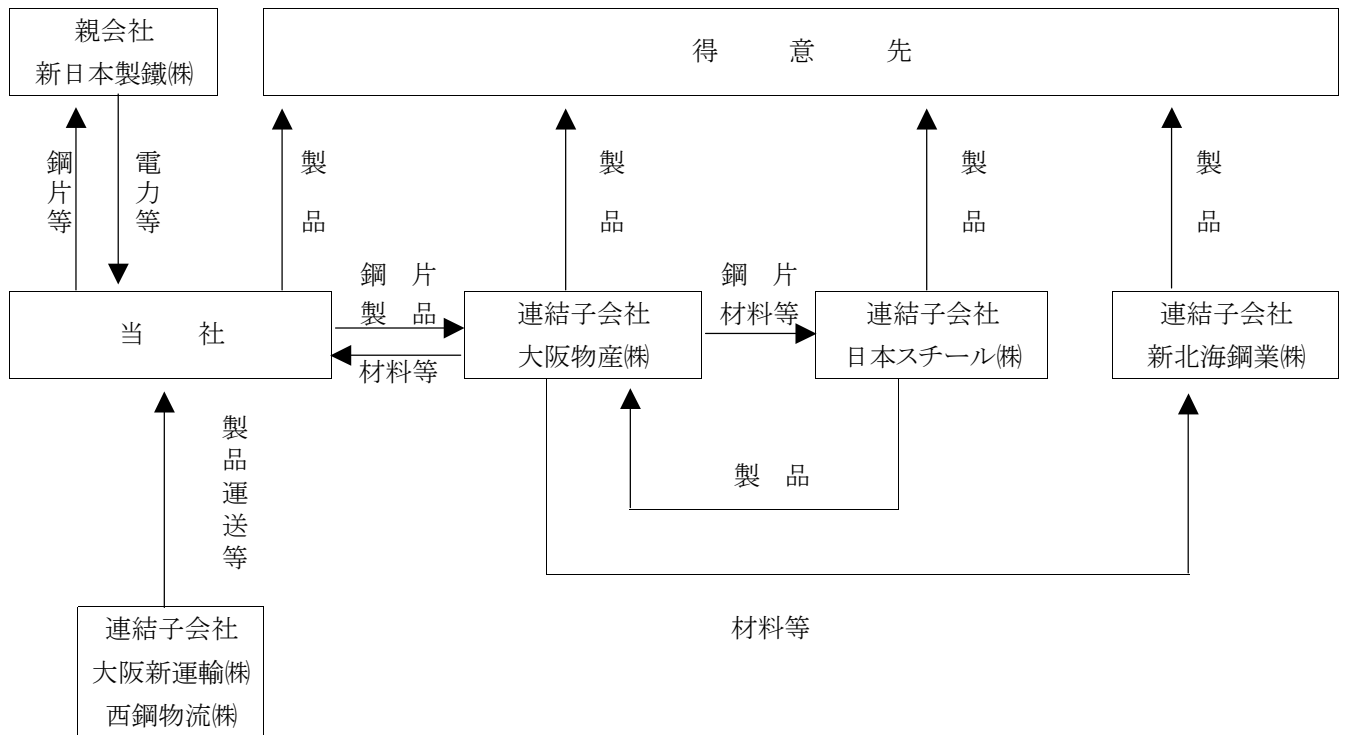 親会社
新日本製鐵㈱
得　意　先
鋼片等
電力等
製品
製品
製品
製品
鋼　片
製　品
材料等
鋼　片
材料等
当　社
連結子会社
大阪物産㈱
連結子会社
日本スチール㈱
連結子会社
新北海鋼業㈱
製品運送等
製　品
材料等
連結子会社
大阪新運輸㈱
西鋼物流㈱